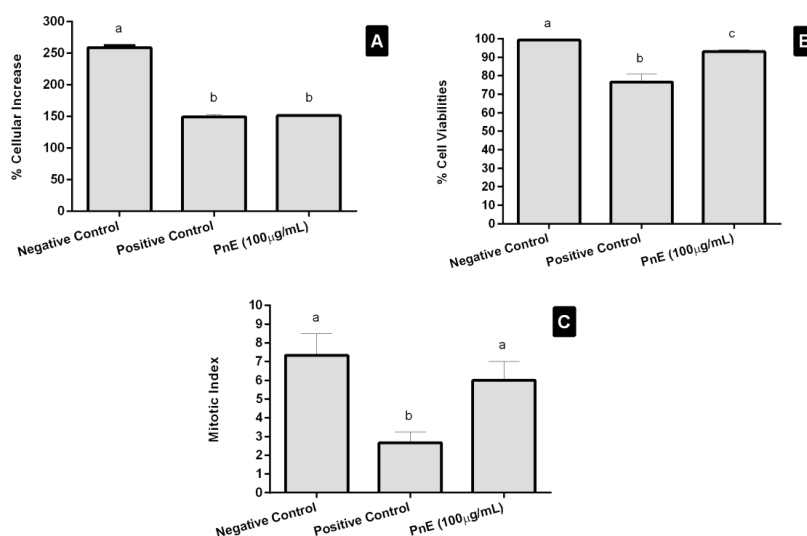 A
% Cellular Increase
300
250
200
150
100
50
0
a
b
b
Negative Control
Positive Control
PnE (100µg/mL)
% Cell Viabilities
100
90
80
70
60
50
40
30
20
10
0
a
b
c
Negative Control
Positive Control
PnE (100µg/mL)
C
Mitotic Index
10
9
8
7
6
5
4
3
2
1
0
a
b
a
Negative Control
Positive Control
PnE (100µg/mL)